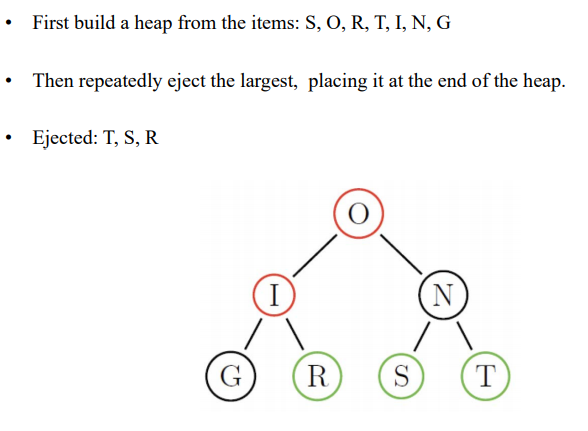 • First build a heap from the items: S, O, R, T, I, N, G
• Then repeatedly eject the largest, placing it at the end of the heap.
• Ejected: T, S, R
O
I N
G R S T